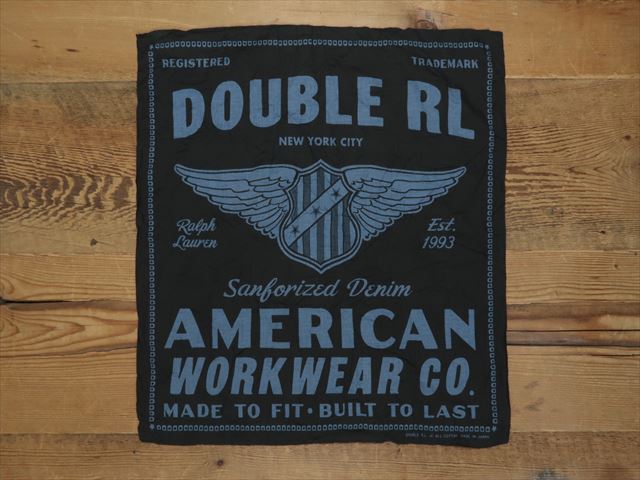 REGISTERED TRADEMARK
DOUBLE RL
NEW YORK CITY
Ralph Lauren
Est. 1993
Sanforized Denim
AMERICAN
WORKWEAR CO.
MADE TO FIT • BUILT TO LAST